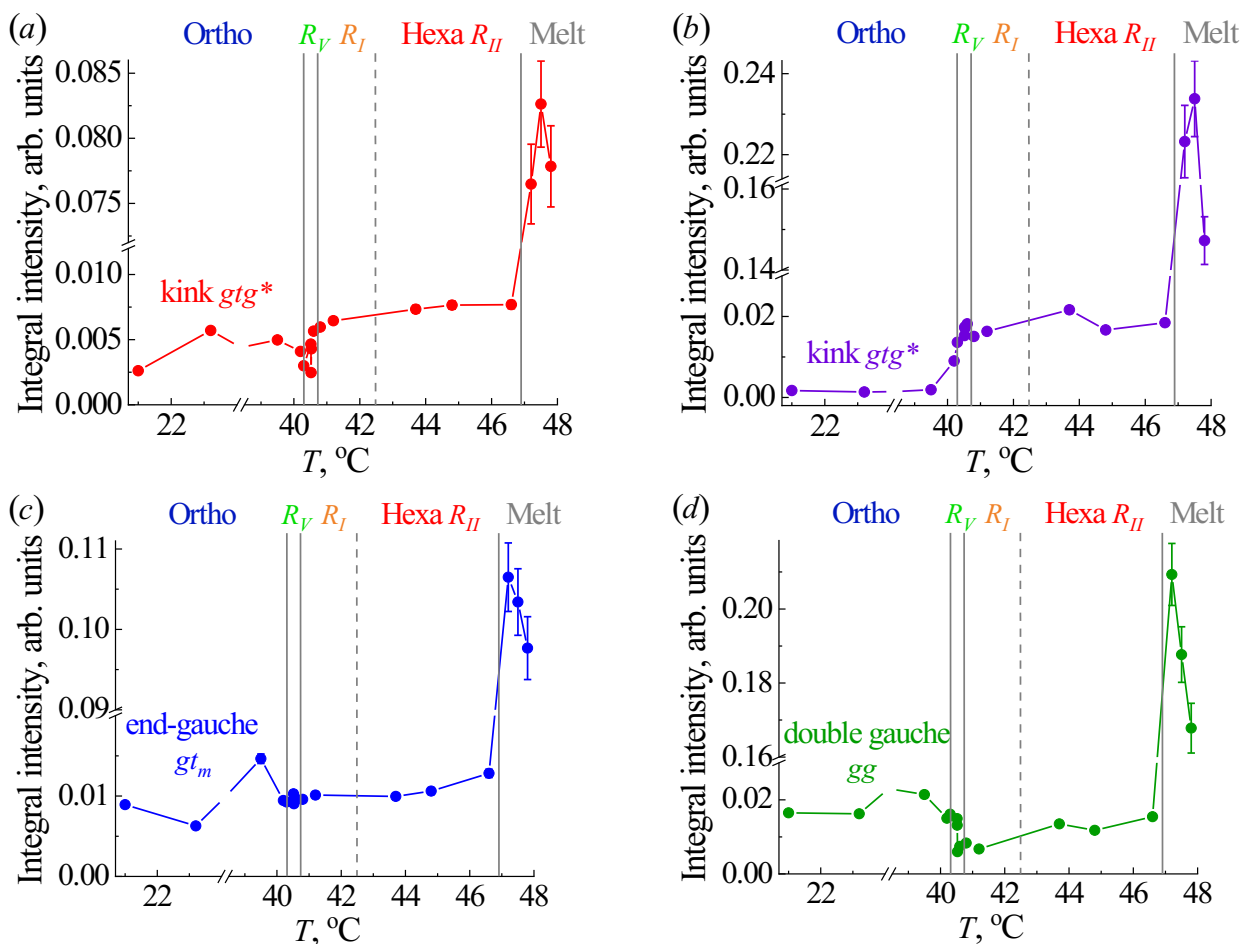 (a)
Ortho R_V R_I Hexa R_II Melt
Integral intensity, arb. units
0.085
0.080
0.075
0.010
0.005
0.000
kink gtg*
22 40 42 44 46 48
T, °C
(b)
Ortho R_V R_I Hexa R_II Melt
Integral intensity, arb. units
0.24
0.22
0.16
0.14
0.02
0.00
kink gtg*
22 40 42 44 46 48
T, °C
(c)
Ortho R_V R_I Hexa R_II Melt
Integral intensity, arb. units
0.11
0.10
0.09
0.01
0.00
end-gauche
gt_m
22 40 42 44 46 48
T, °C
(d)
Ortho R_V R_I Hexa R_II Melt
Integral intensity, arb. units
0.20
0.18
0.16
0.02
0.00
double gauche
gg
22 40 42 44 46 48
T, °C